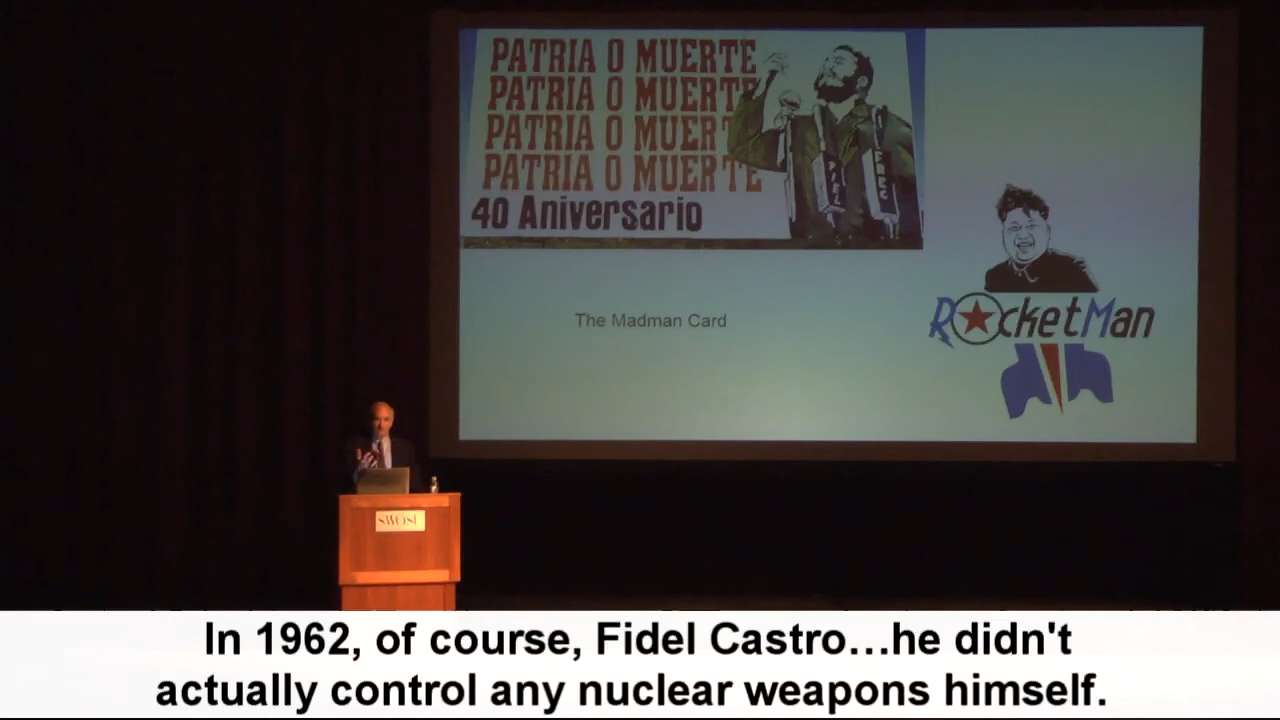 PATRIA O MUERTE
PATRIA O MUERTE
PATRIA O MUERTE
PATRIA O MUERTE
40 Aniversario
The Madman Card
RocketMan
SWOSU
In 1962, of course, Fidel Castro…he didn't
actually control any nuclear weapons himself.